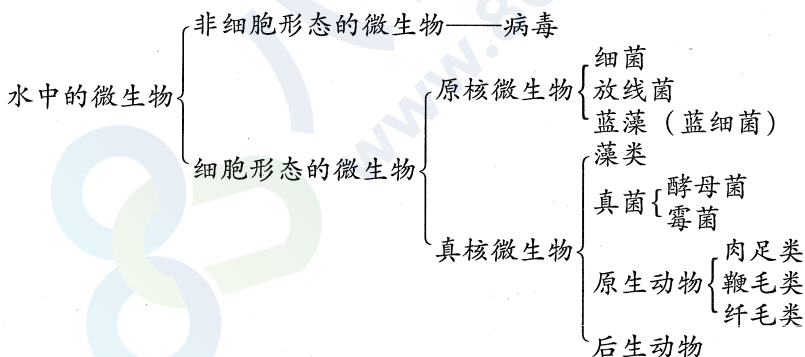 非细胞形态的微生物——病毒
水中的微生物
细胞形态的微生物
原核微生物
细菌
放线菌
蓝藻（蓝细菌）
真核微生物
藻类
真菌
酵母菌
霉菌
原生动物
肉足类
鞭毛类
纤毛类
后生动物